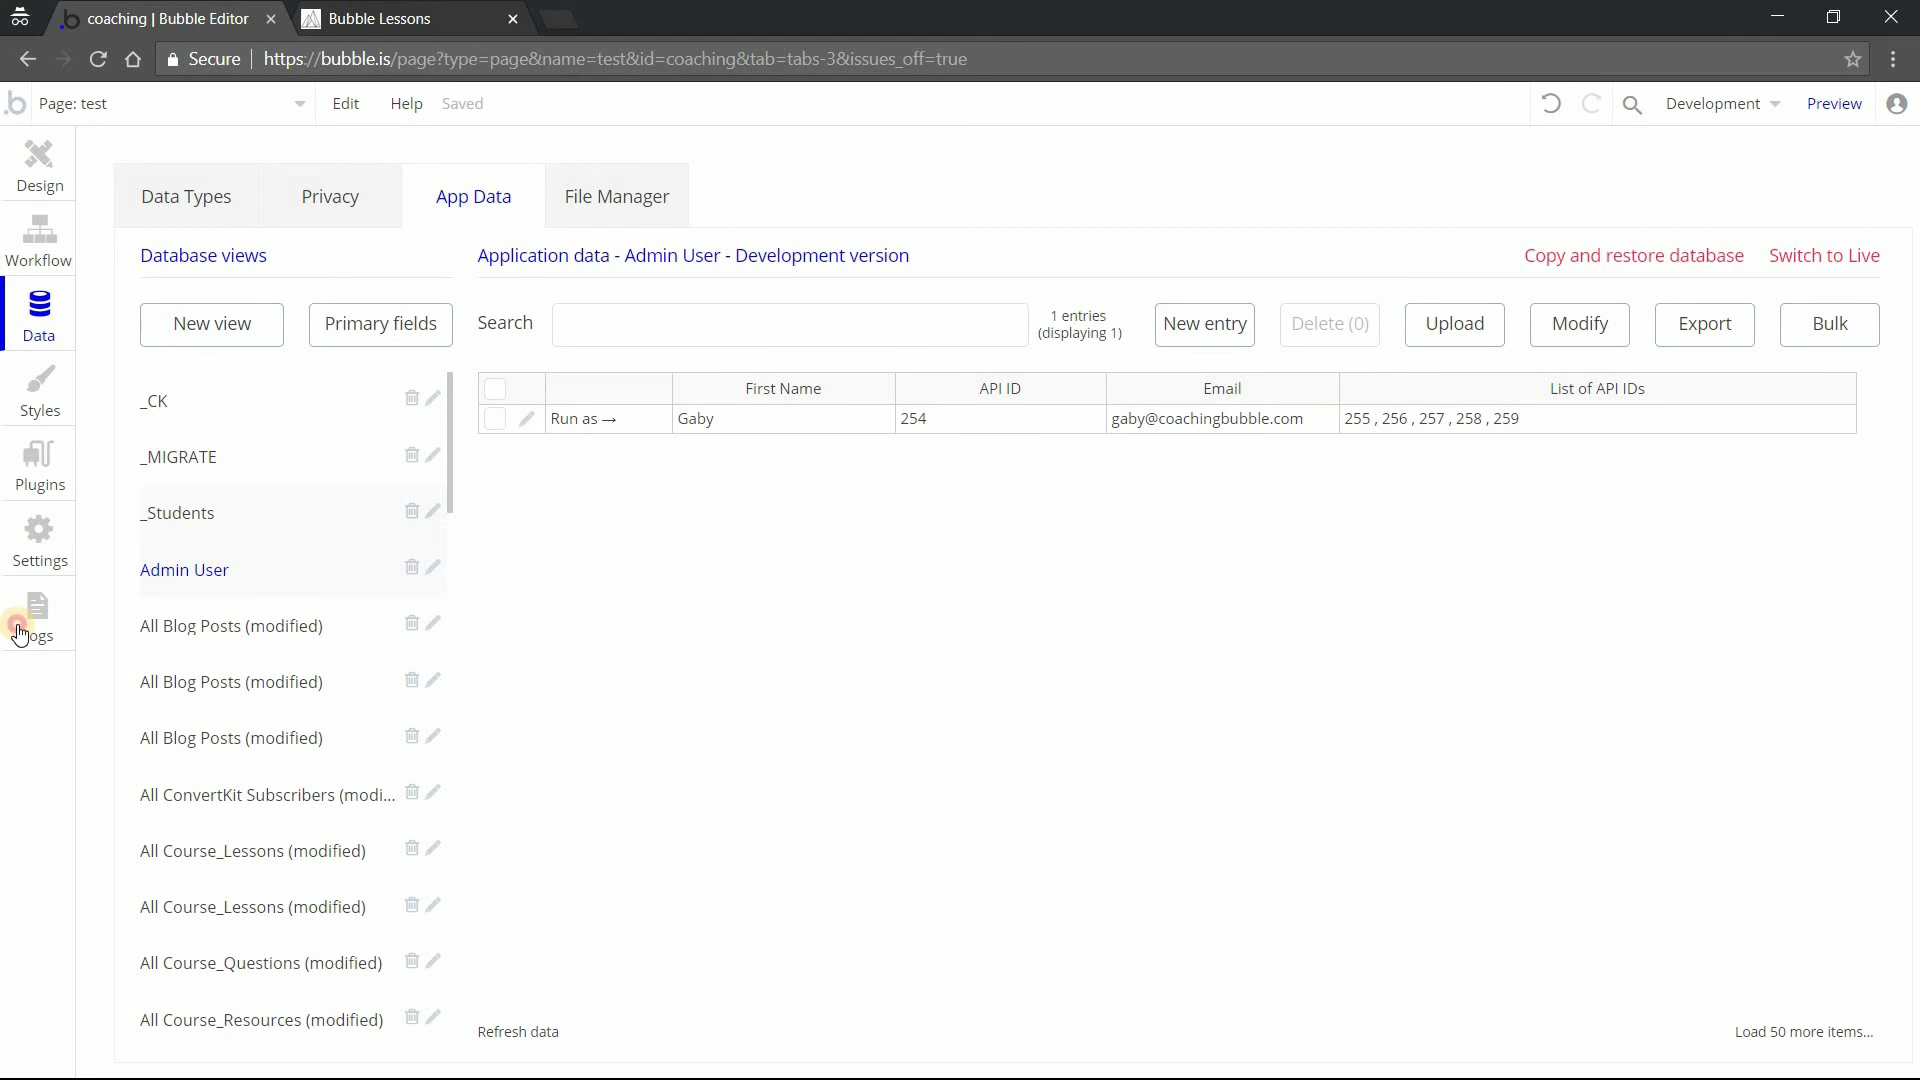 coaching | Bubble Editor
Bubble Lessons
Secure
https://bubble.is/page?type=page&name=test&id=coaching&tab=tabs-3&issues_off=true
Page: test
Edit
Help
Saved
Development
Preview
Design
Workflow
Data
Styles
Plugins
Settings
ogs
Data Types
Privacy
App Data
File Manager
Database views
Application data - Admin User - Development version
Copy and restore database
Switch to Live
New view
Primary fields
Search
1 entries
(displaying 1)
New entry
Delete (0)
Upload
Modify
Export
Bulk
_CK
_MIGRATE
_Students
Admin User
All Blog Posts (modified)
All Blog Posts (modified)
All Blog Posts (modified)
All ConvertKit Subscribers (modi...
All Course_Lessons (modified)
All Course_Lessons (modified)
All Course_Questions (modified)
All Course_Resources (modified)
First Name
API ID
Email
List of API IDs
Run as →
Gaby
254
gaby@coachingbubble.com
255 , 256 , 257 , 258 , 259
Refresh data
Load 50 more items...